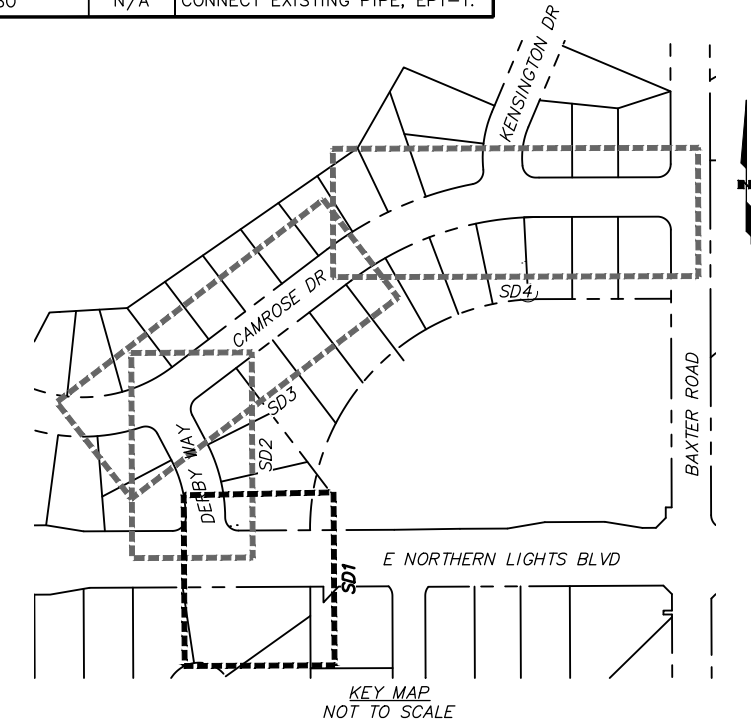 N/A
CONNECT EXISTING PIPE, EPT-1.
KENSINGTON DR
N
CAMROSE DR
SD4
SD3
BAXTER ROAD
SD2
DERBY WAY
E NORTHERN LIGHTS BLVD
SD1
KEY MAP
NOT TO SCALE